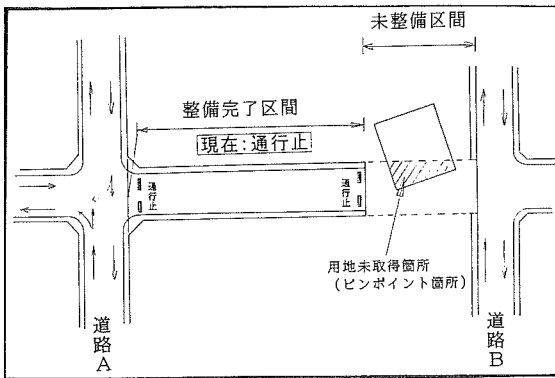 未整備区間
整備完了区間
現在:通行止
通行止
通行止
用地未取得箇所
(ピンポイント箇所)
道路A
道路B